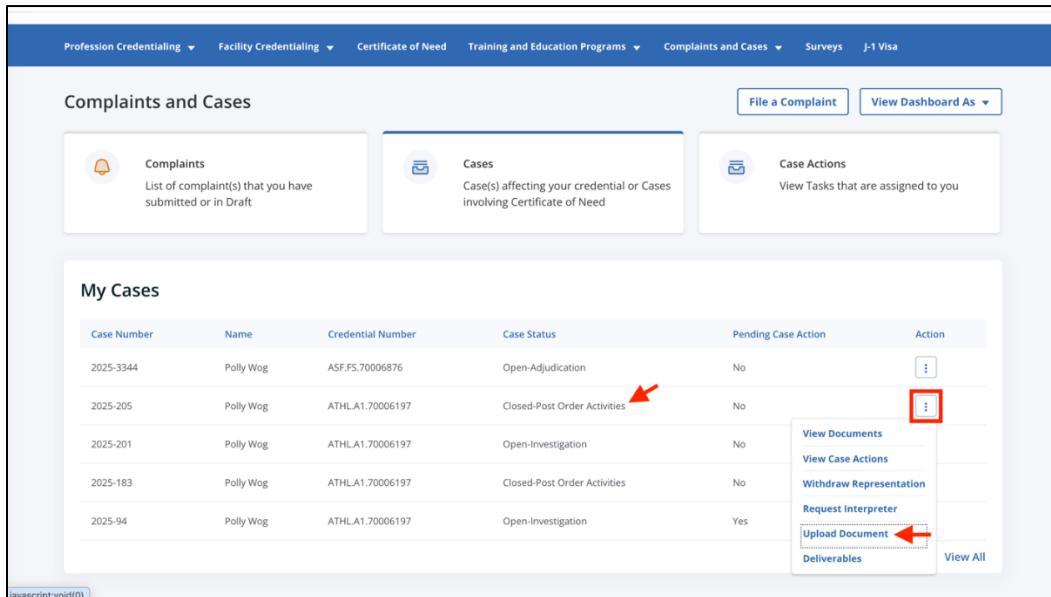 Profession Credentialing Facility Credentialing Certificate of Need Training and Education Programs Complaints and Cases Surveys J-1 Visa
Complaints and Cases File a Complaint View Dashboard As
Complaints Cases Case Actions
List of complaint(s) that you have Case(s) affecting your credential or Cases View Tasks that are assigned to you
submitted or in Draft involving Certificate of Need
My Cases
Case Number Name Credential Number Case Status Pending Case Action Action
2025-3344 Polly Wog ASF.FS.70006876 Open-Adjudication No
2025-205 Polly Wog ATHL.A1.70006197 Closed-Post Order Activities No
View Documents
2025-201 Polly Wog ATHL.A1.70006197 Open-Investigation No
View Case Actions
2025-183 Polly Wog ATHL.A1.70006197 Closed-Post Order Activities No Withdraw Representation
Request Interpreter
2025-94 Polly Wog ATHL.A1.70006197 Open-Investigation Yes
Upload Document
Deliverables View All
javascript:void(0)